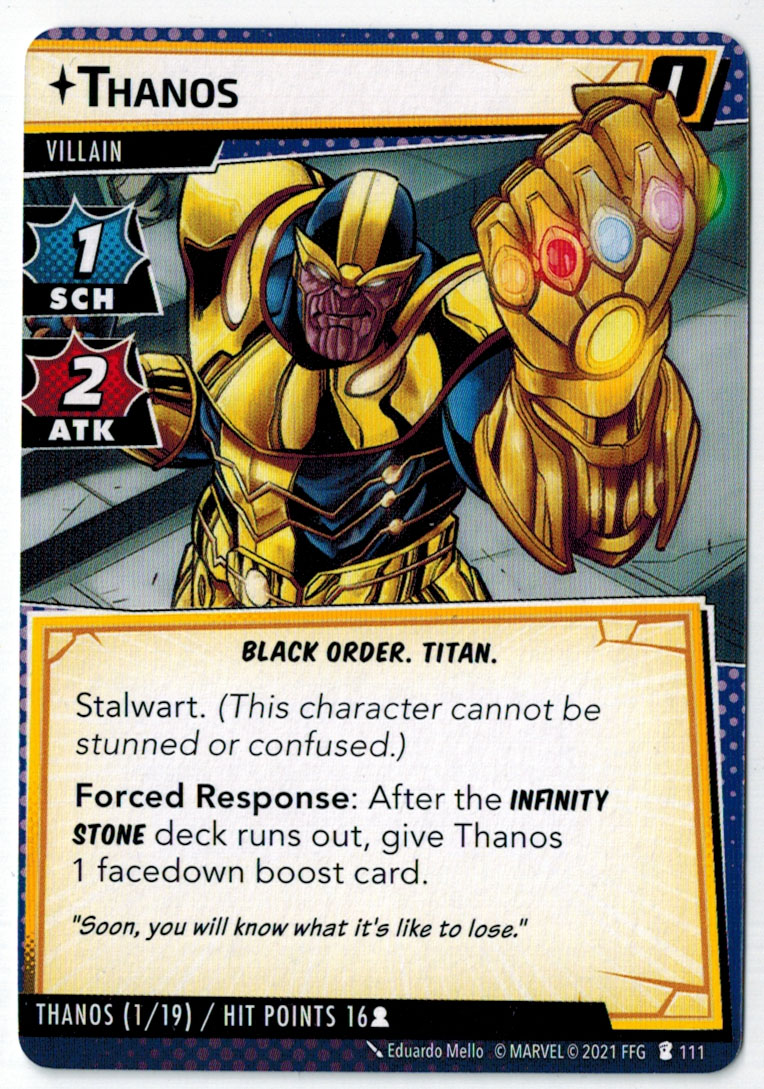 THANOS
I
VILLAIN
1
SCH
2
ATK
BLACK ORDER. TITAN.
Stalwart. (This character cannot be
stunned or confused.)
Forced Response: After the INFINITY
STONE deck runs out, give Thanos
1 facedown boost card.
"Soon, you will know what it's like to lose."
THANOS (1/19) / HIT POINTS 16
Eduardo Mello © MARVEL © 2021 FFG 111